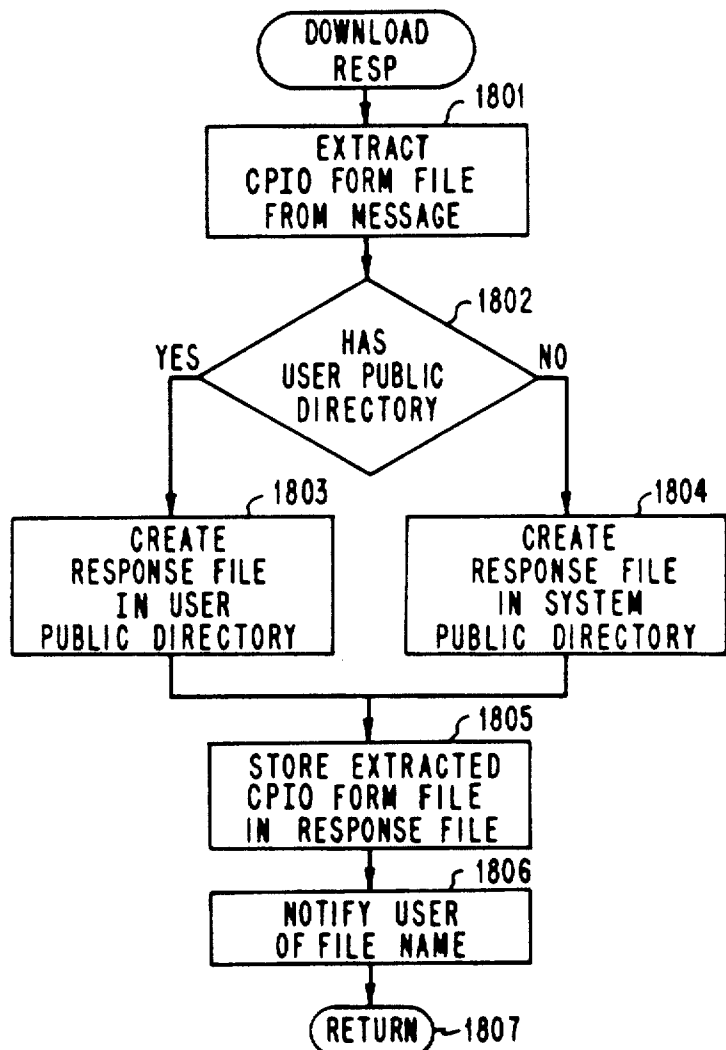 DOWNLOAD
RESP
1801
EXTRACT
CPIO FORM FILE
FROM MESSAGE
1802
HAS
USER PUBLIC
DIRECTORY
YES
NO
1803
CREATE
RESPONSE FILE
IN USER
PUBLIC DIRECTORY
1804
CREATE
RESPONSE FILE
IN SYSTEM
PUBLIC DIRECTORY
1805
STORE EXTRACTED
CPIO FORM FILE
IN RESPONSE FILE
1806
NOTIFY USER
OF FILE NAME
RETURN
1807